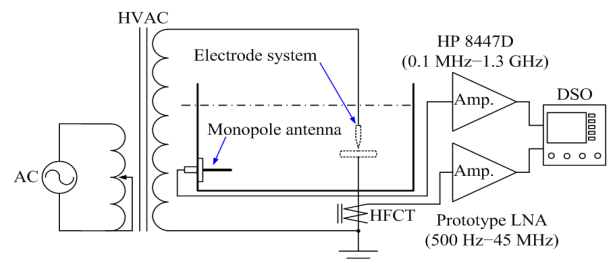 HVAC
Electrode system
HP 8447D
(0.1 MHz−1.3 GHz)
DSO
Amp.
Monopole antenna
AC
Amp.
HFCT
Prototype LNA
(500 Hz−45 MHz)